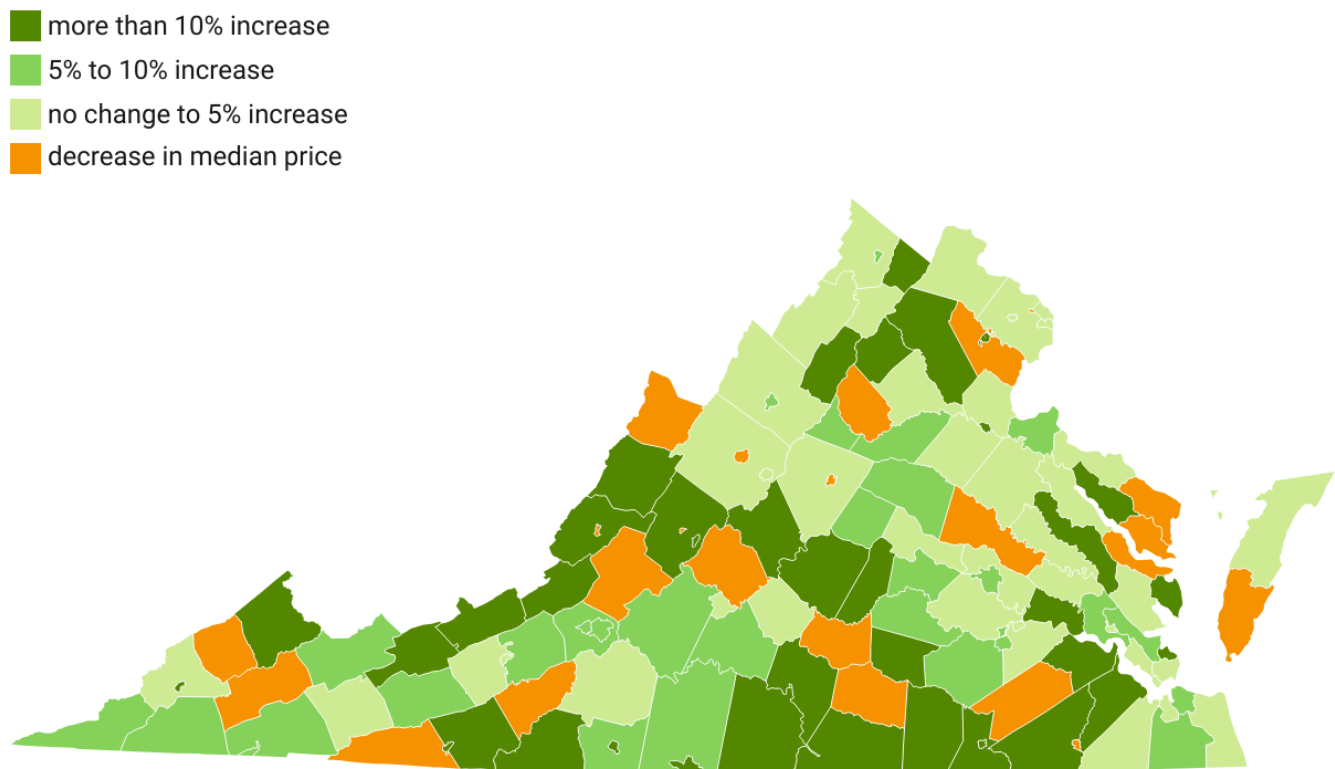 more than 10% increase
5% to 10% increase
no change to 5% increase
decrease in median price